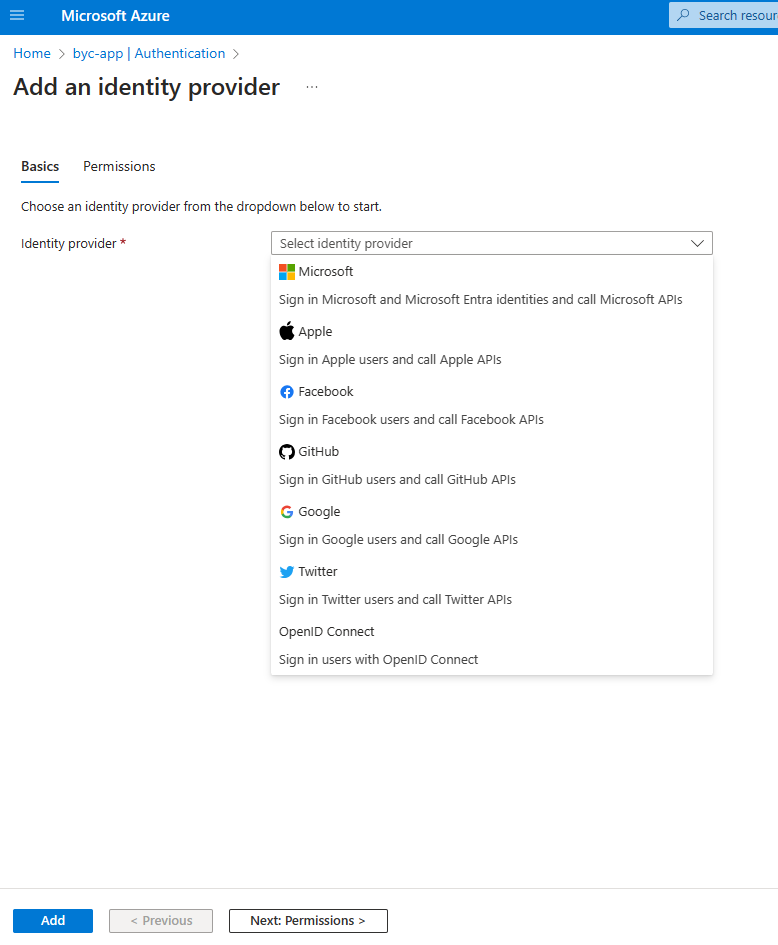 Microsoft Azure
Search resour
Home > byc-app | Authentication >
Add an identity provider ...
Basics Permissions
Choose an identity provider from the dropdown below to start.
Identity provider *
Select identity provider
Microsoft
Sign in Microsoft and Microsoft Entra identities and call Microsoft APIs
Apple
Sign in Apple users and call Apple APIs
Facebook
Sign in Facebook users and call Facebook APIs
GitHub
Sign in GitHub users and call GitHub APIs
Google
Sign in Google users and call Google APIs
Twitter
Sign in Twitter users and call Twitter APIs
OpenID Connect
Sign in users with OpenID Connect
Add < Previous Next: Permissions >